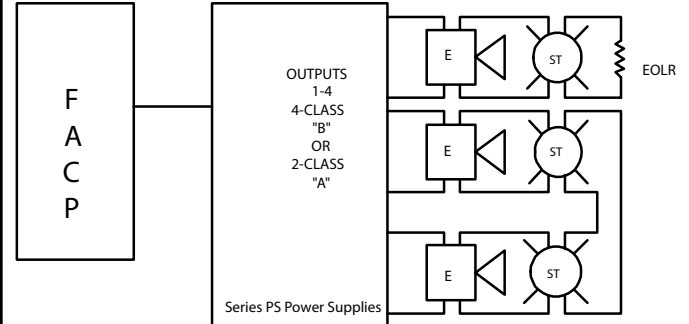 F
A
C
P
OUTPUTS
1-4
4-CLASS
"B"
OR
2-CLASS
"A"
Series PS Power Supplies
E
ST
EOLR
E
ST
E
ST